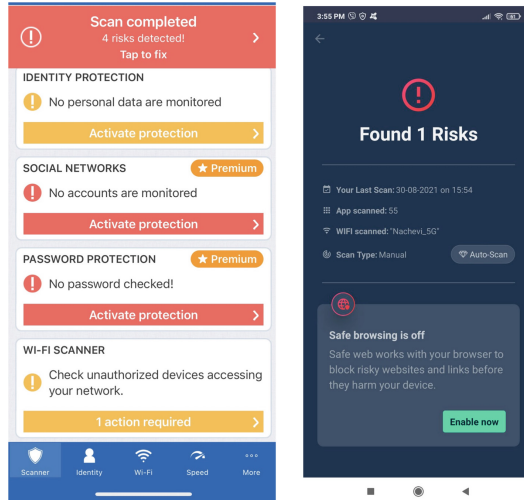 Scan completed
4 risks detected!
Tap to fix
IDENTITY PROTECTION
No personal data are monitored
Activate protection
SOCIAL NETWORKS
Premium
No accounts are monitored
Activate protection
PASSWORD PROTECTION
Premium
No password checked!
Activate protection
WI-FI SCANNER
Check unauthorized devices accessing
your network.
1 action required
Scanner
Identity
Wi-Fi
Speed
More
3:55 PM
61
Found 1 Risks
Your Last Scan: 30-08-2021 on 15:54
App scanned: 55
WIFI scanned: "Nachevi_5G"
Scan Type: Manual
Auto-Scan
Safe browsing is off
Safe web works with your browser to
block risky websites and links before
they harm your device.
Enable now